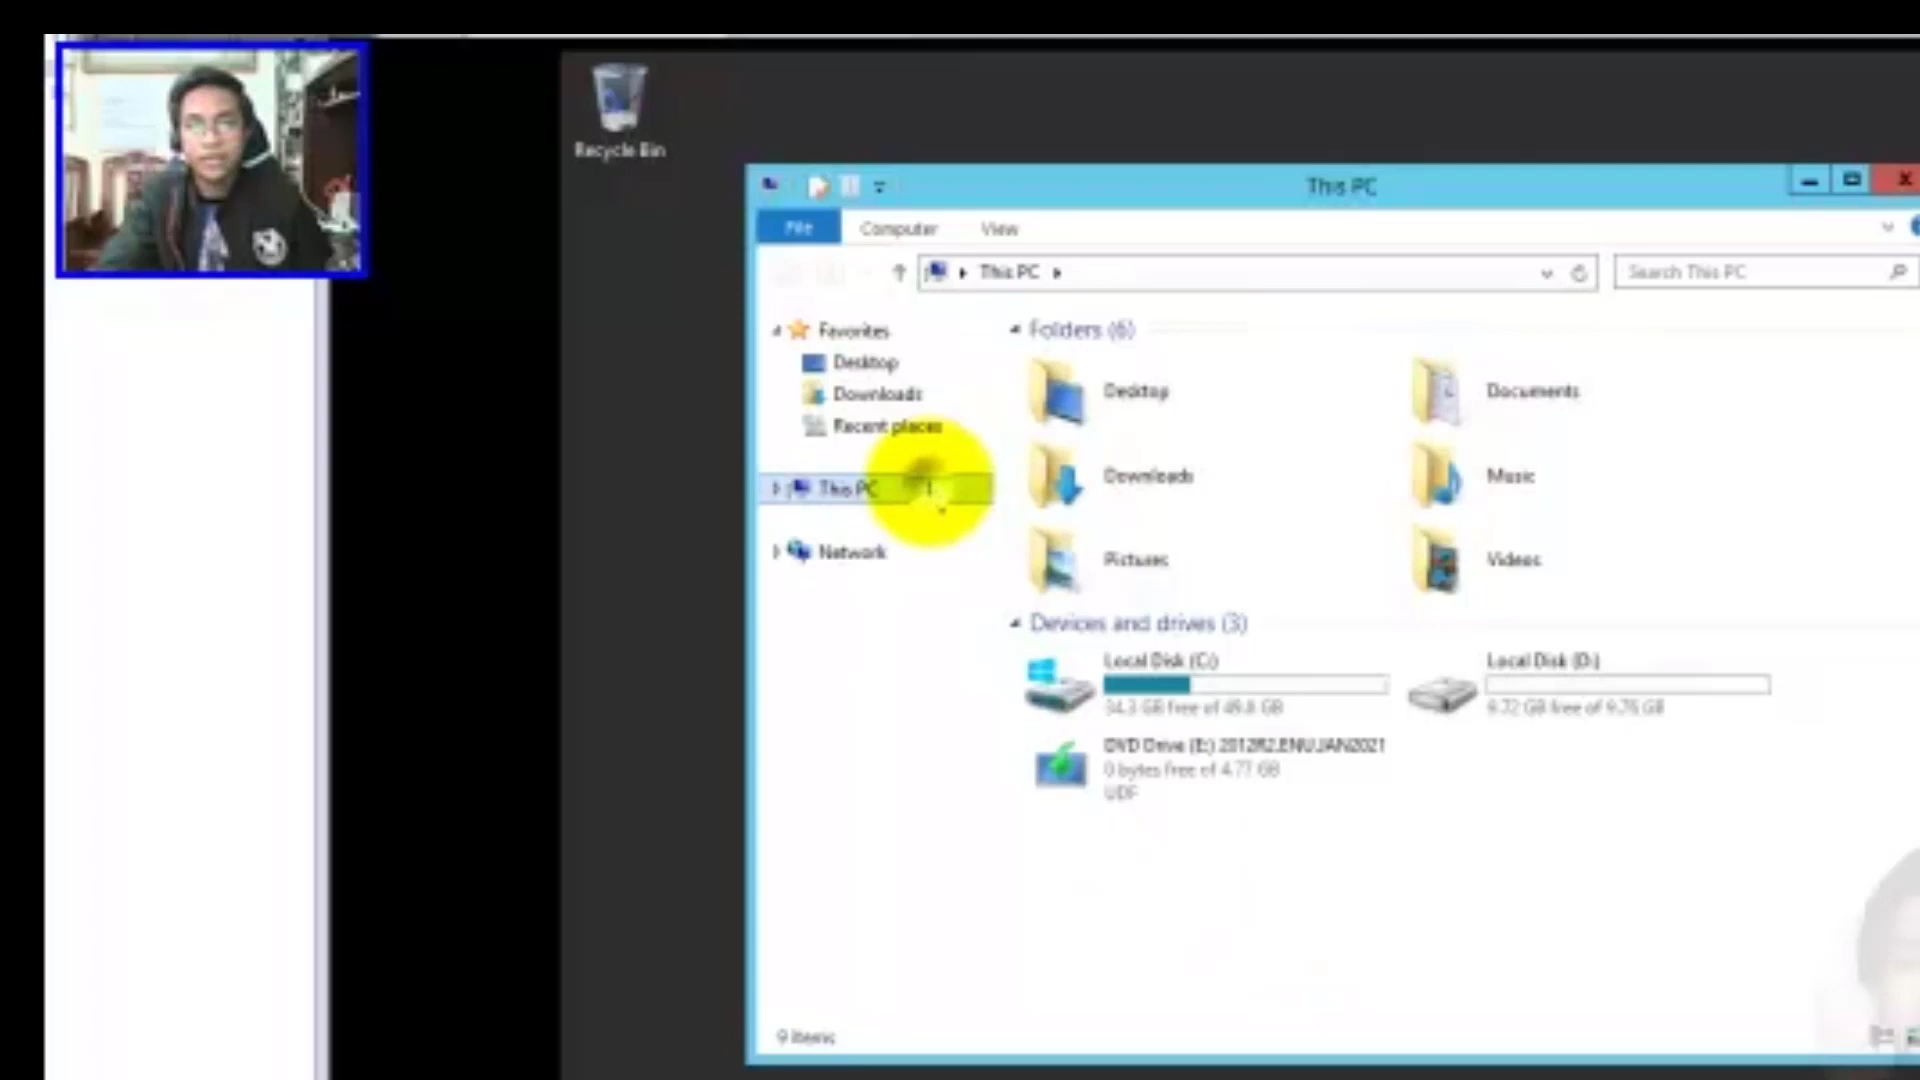 Recycle Bin
This PC
File Computer View
This PC
Search This PC
Favorites
Desktop
Downloads
Recent places
This PC
Network
Folders (6)
Desktop
Documents
Downloads
Music
Pictures
Videos
Devices and drives (3)
Local Disk (C:)
34.3 GB free of 49.8 GB
Local Disk (D:)
9.72 GB free of 9.76 GB
DVD Drive (E:) 2012R2.ENU.JAN2021
0 bytes free of 4.77 GB
UDF
9 items